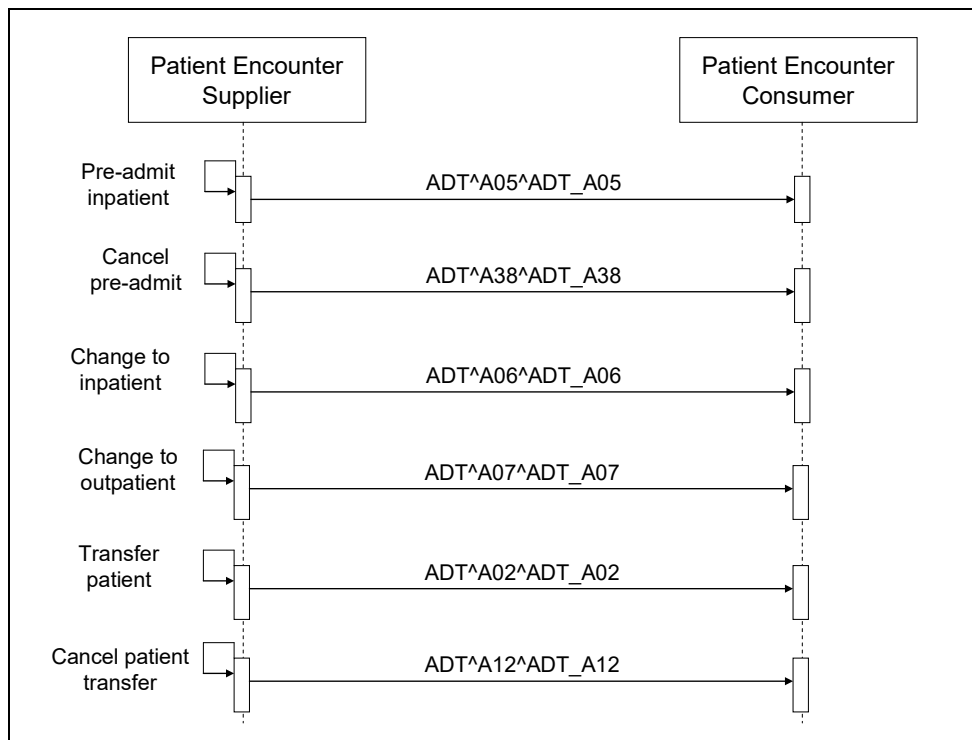 Patient Encounter
Supplier
Patient Encounter
Consumer
Pre-admit
inpatient
ADT^A05^ADT_A05
Cancel
pre-admit
ADT^A38^ADT_A38
Change to
inpatient
ADT^A06^ADT_A06
Change to
outpatient
ADT^A07^ADT_A07
Transfer
patient
ADT^A02^ADT_A02
Cancel patient
transfer
ADT^A12^ADT_A12